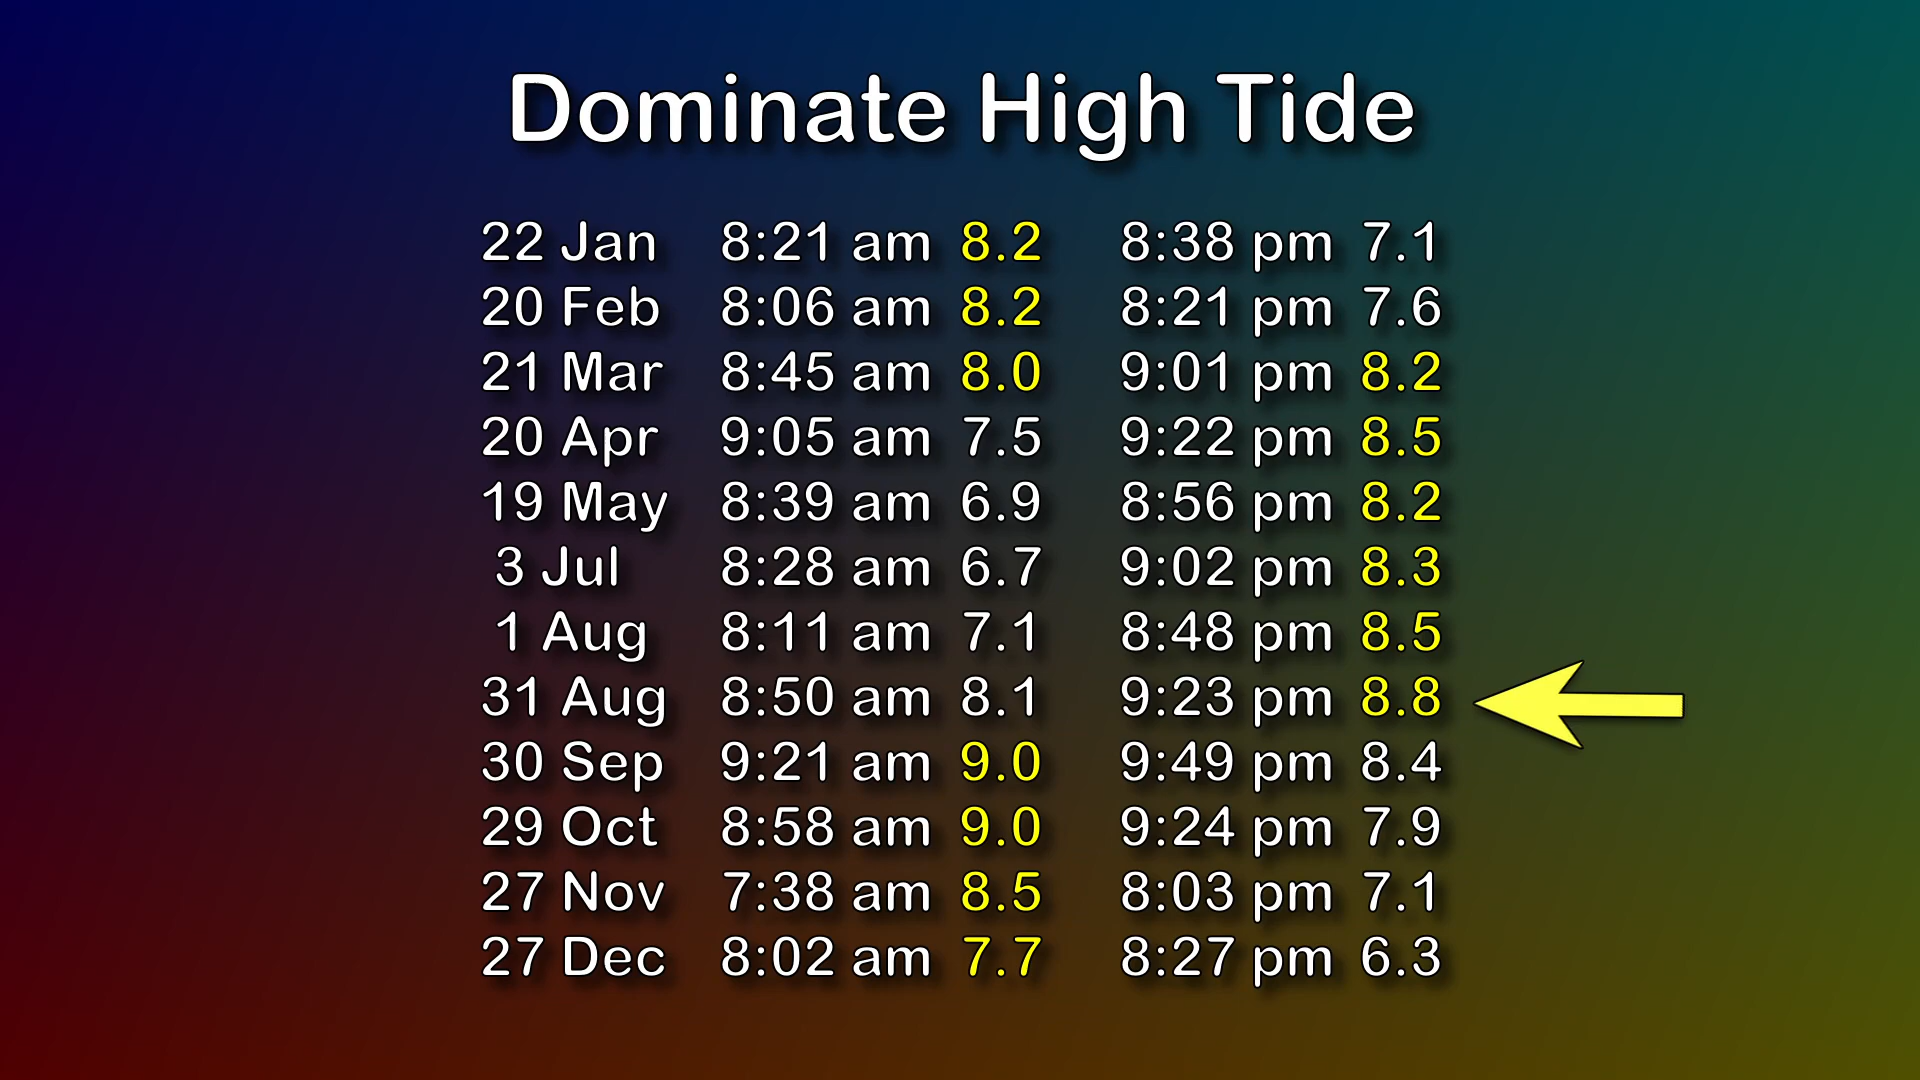 Dominate High Tide
22 Jan 8:21 am 8.2 8:38 pm 7.1
20 Feb 8:06 am 8.2 8:21 pm 7.6
21 Mar 8:45 am 8.0 9:01 pm 8.2
20 Apr 9:05 am 7.5 9:22 pm 8.5
19 May 8:39 am 6.9 8:56 pm 8.2
3 Jul 8:28 am 6.7 9:02 pm 8.3
1 Aug 8:11 am 7.1 8:48 pm 8.5
31 Aug 8:50 am 8.1 9:23 pm 8.8
30 Sep 9:21 am 9.0 9:49 pm 8.4
29 Oct 8:58 am 9.0 9:24 pm 7.9
27 Nov 7:38 am 8.5 8:03 pm 7.1
27 Dec 8:02 am 7.7 8:27 pm 6.3